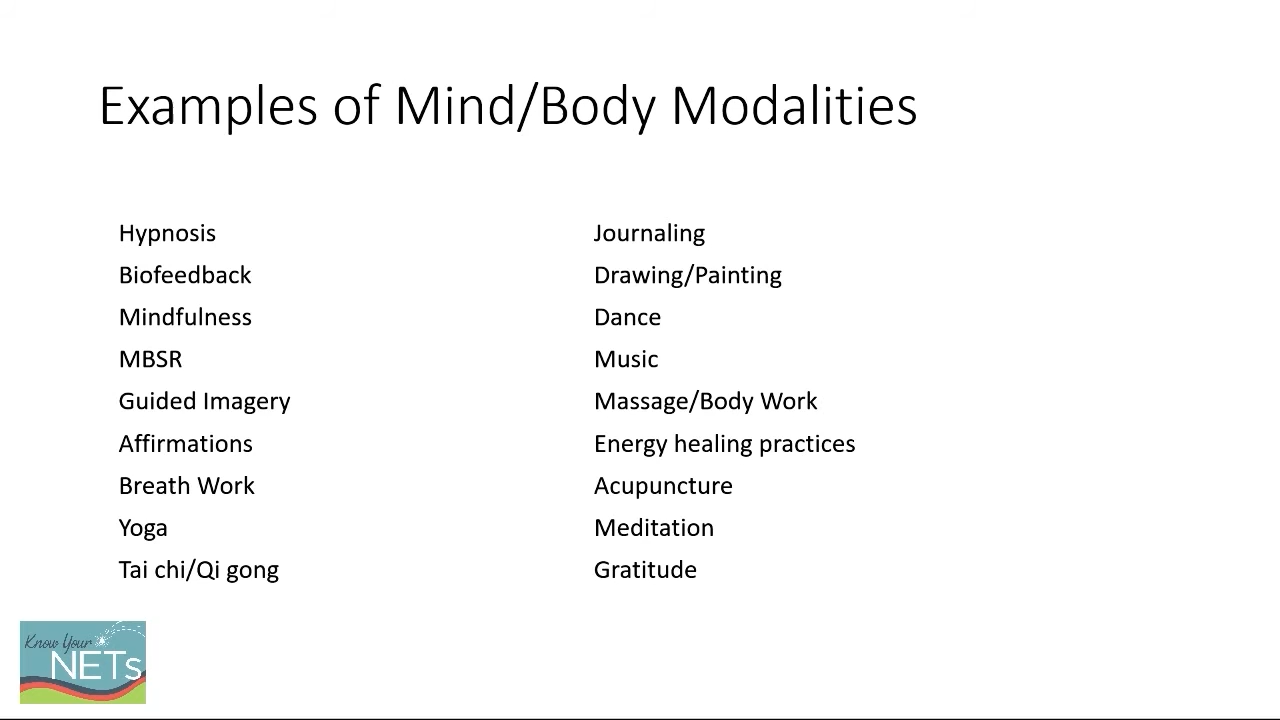 Examples of Mind/Body Modalities
Hypnosis
Biofeedback
Mindfulness
MBSR
Guided Imagery
Affirmations
Breath Work
Yoga
Tai chi/Qi gong
Journaling
Drawing/Painting
Dance
Music
Massage/Body Work
Energy healing practices
Acupuncture
Meditation
Gratitude
Know Your
NETs